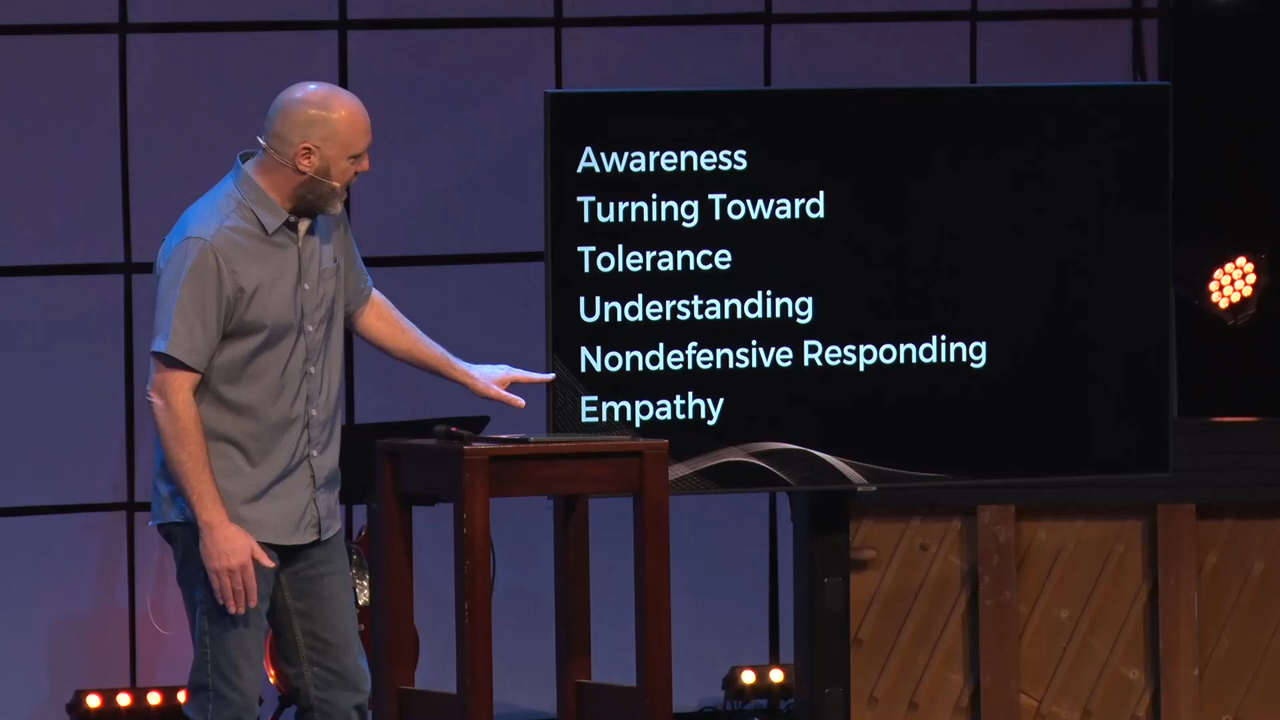 Awareness
Turning Toward
Tolerance
Understanding
Nondefensive Responding
Empathy